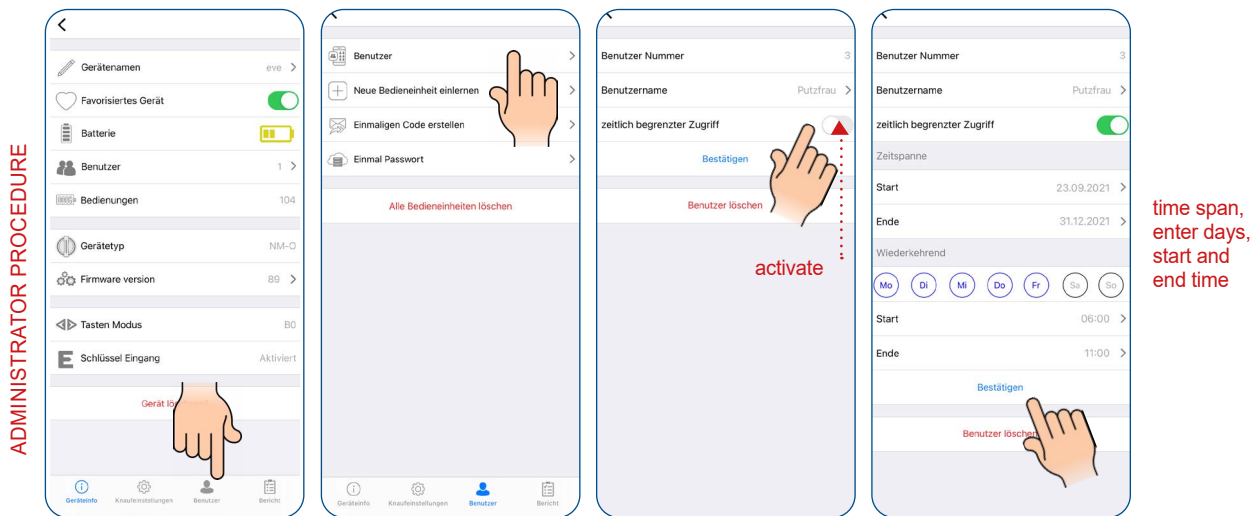 ADMINISTRATOR PROCEDURE
Gerätenamen eve
Favorisiertes Gerät
Batterie
Benutzer 1
Bedienungen 104
Gerätetyp NM-O
Firmware version 89
Tasten Modus B0
Schlüssel Eingang Aktiviert
Gerät lö
Geräteinfo Knaufeinstellungen Benutzer Bericht
Benutzer
Neue Bedieneinheit einlernen
Einmaligen Code erstellen
Einmal Passwort
Alle Bedieneinheiten löschen
Geräteinfo Knaufeinstellungen Benutzer Bericht
Benutzer Nummer 3
Benutzername Putzfrau
zeitlich begrenzter Zugriff
Bestätigen
Benutzer löschen
activate
Benutzer Nummer 3
Benutzername Putzfrau
zeitlich begrenzter Zugriff
Zeitspanne
Start 23.09.2021
Ende 31.12.2021
Wiederkehrend
Mo Di Mi Do Fr Sa So
Start 06:00
Ende 11:00
Bestätigen
Benutzer löschen
time span,
enter days,
start and
end time